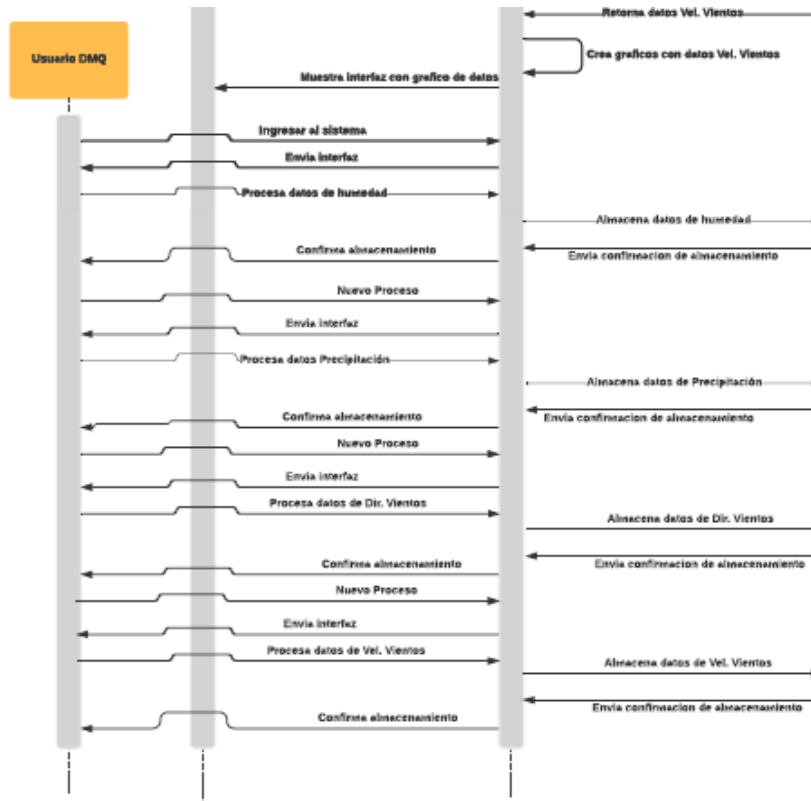 Retorna datos Vel. Vientos
Usuario DMQ
Crea graficos con datos Vel. Vientos
Muestra interfaz con grafico de datos
Ingresar al sistema
Envia interfaz
Procesa datos de humedad
Almacena datos de humedad
Confirma almacenamiento
Envia confirmacion de almacenamiento
Nuevo Proceso
Envia interfaz
Procesa datos Precipitación
Almacena datos de Precipitación
Confirma almacenamiento
Envia confirmacion de almacenamiento
Nuevo Proceso
Envia interfaz
Procesa datos de Dir. Vientos
Almacena datos de Dir. Vientos
Confirma almacenamiento
Envia confirmacion de almacenamiento
Nuevo Proceso
Envia interfaz
Procesa datos de Vel. Vientos
Almacena datos de Vel. Vientos
Envia confirmacion de almacenamiento
Confirma almacenamiento